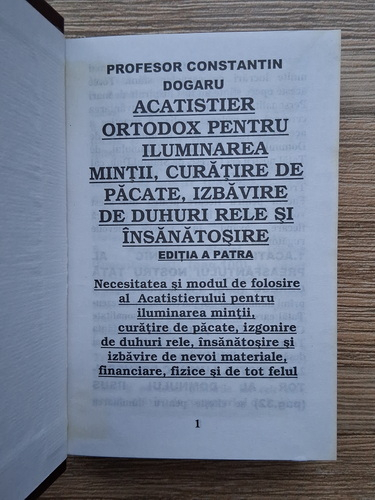 PROFESOR CONSTANTIN
DOGARU
ACATISTIER
ORTODOX PENTRU
ILUMINAREA
MINȚII, CURĂȚIRE DE
PĂCATE, IZBĂVIRE
DE DUHURI RELE ȘI
ÎNSĂNĂTOȘIRE
EDIȚIA A PATRA
Necesitatea și modul de folosire
al Acatistierului pentru
iluminarea minții,
curățire de păcate, izgonire
de duhuri rele, însănătoșire și
izbăvire de nevoi materiale,
financiare, fizice și de tot felul
1